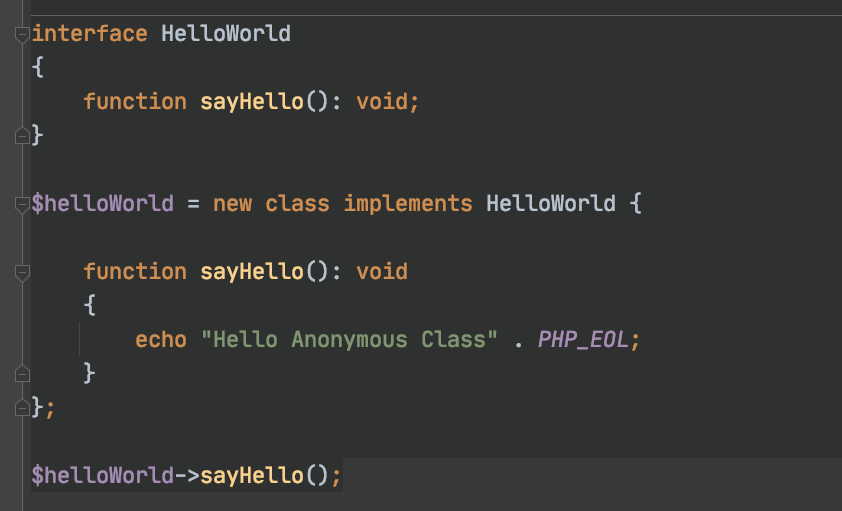 interface HelloWorld
{
    function sayHello(): void;
}
$helloWorld = new class implements HelloWorld {
    function sayHello(): void
    {
        echo "Hello Anonymous Class" . PHP_EOL;
    }
};
$helloWorld->sayHello();